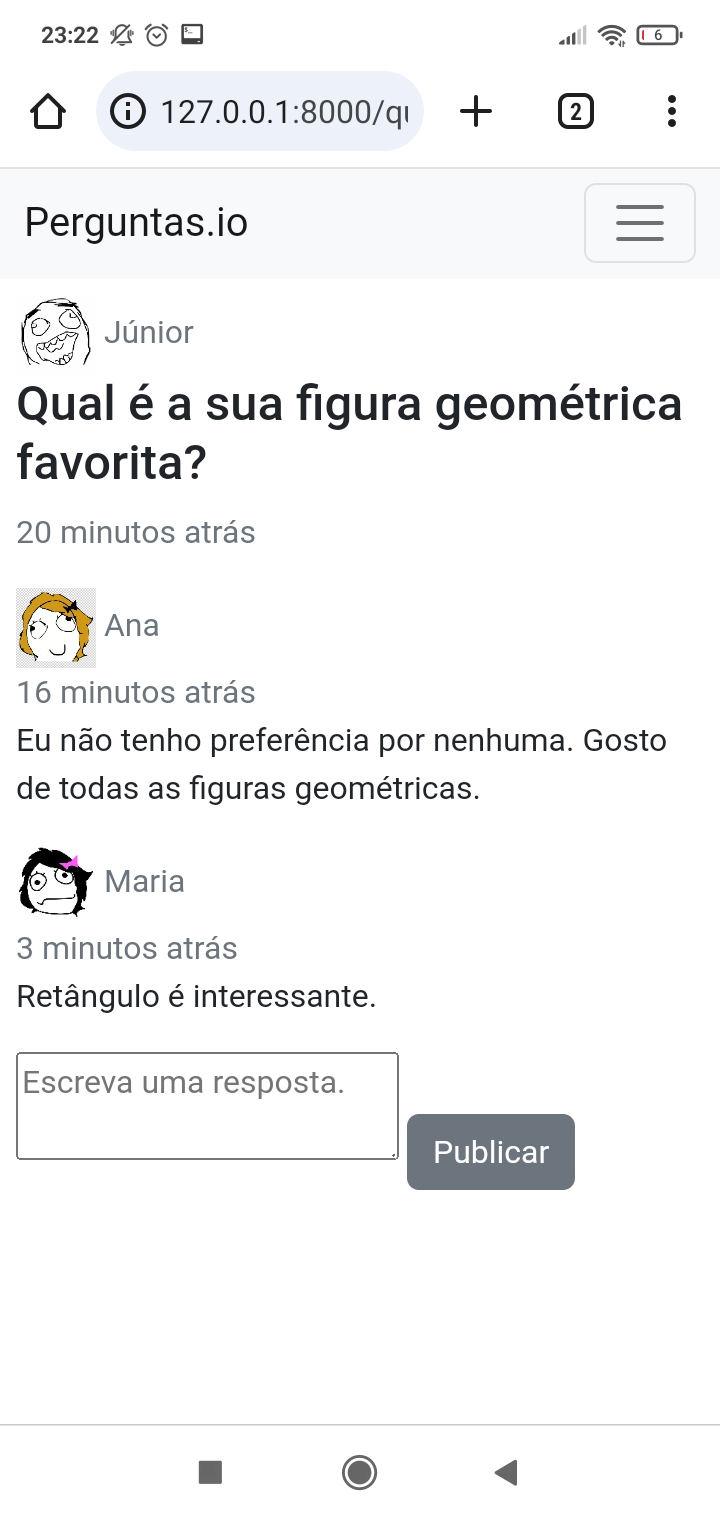 23:22
6
127.0.0.1:8000/qu
2
Perguntas.io
Júnior
Qual é a sua figura geométrica
favorita?
20 minutos atrás
Ana
16 minutos atrás
Eu não tenho preferência por nenhuma. Gosto
de todas as figuras geométricas.
Maria
3 minutos atrás
Retângulo é interessante.
Escreva uma resposta.
Publicar